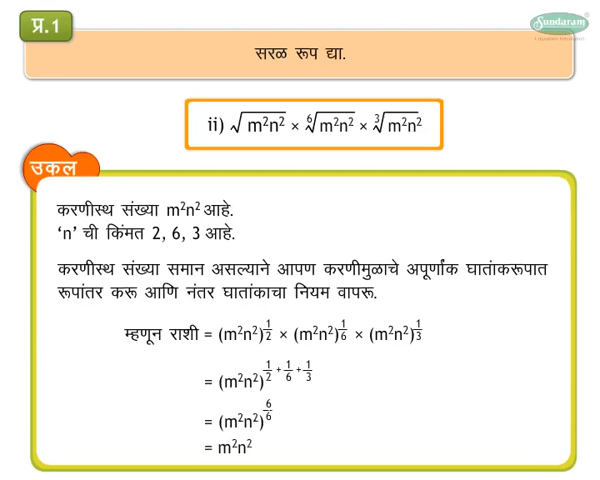 प्र.1
Sundaram
सरळ रूप द्या.
ii) √m²n² × ⁶√m²n² × ³√m²n²
उकल
करणीस्थ संख्या m²n² आहे.
‘n’ ची किंमत 2, 6, 3 आहे.
करणीस्थ संख्या समान असल्याने आपण करणीमुळाचे अपूर्णांक घातांकरूपात
रूपांतर करू आणि नंतर घातांकाचा नियम वापरू.
म्हणून राशी = (m²n²)^1/2 × (m²n²)^1/6 × (m²n²)^1/3
= (m²n²)^1/2 + 1/6 + 1/3
= (m²n²)^6/6
= m²n²